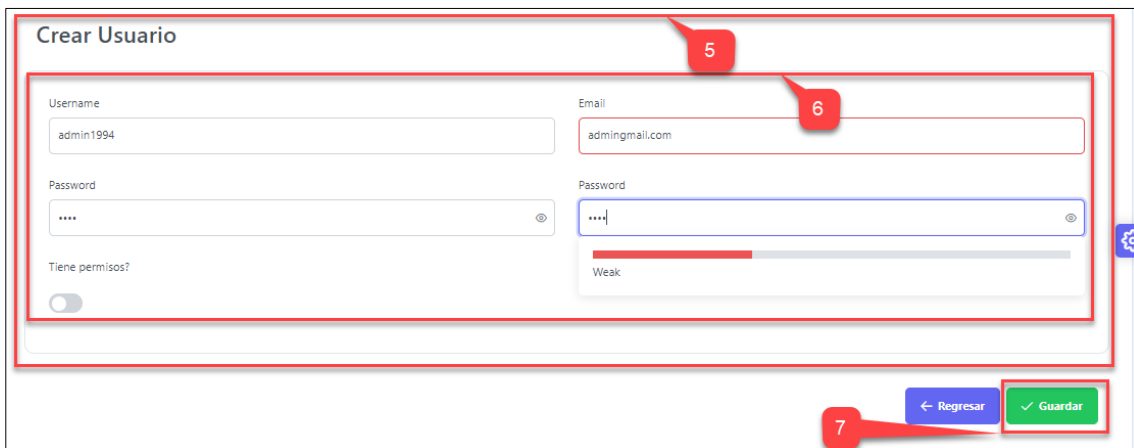 Crear Usuario
5
6
Username
Email
admin1994
admingmail.com
Password
Password
••••
••••
Tiene permisos?
Weak
Regresar
Guardar
7